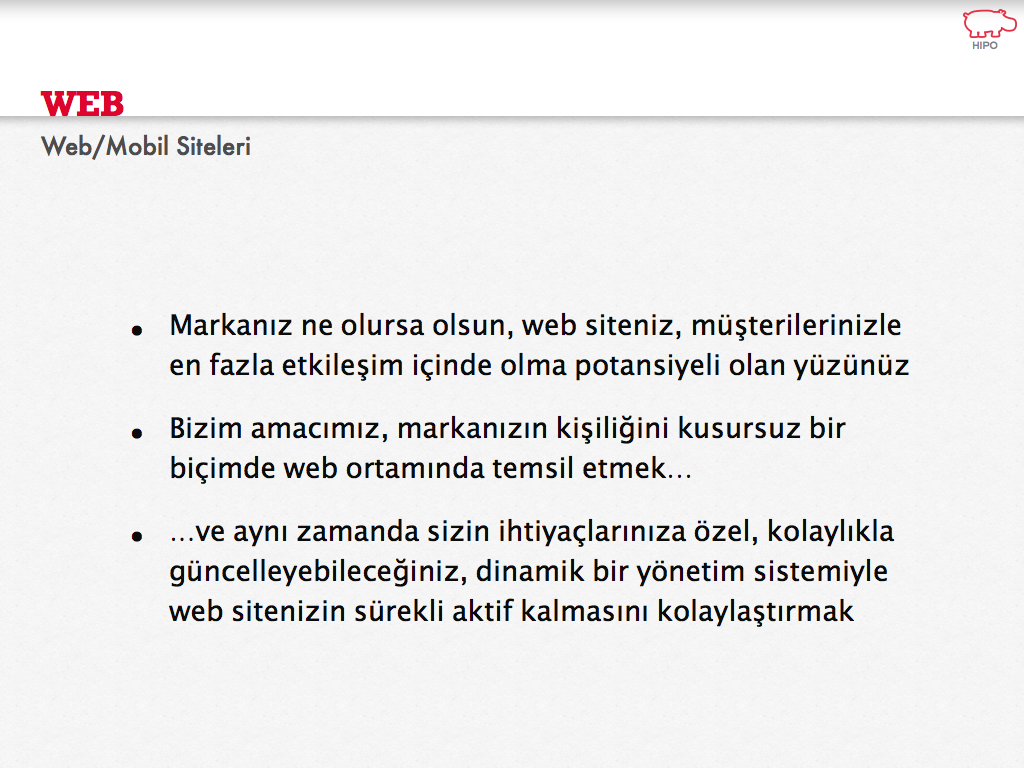 HIPO
WEB
Web/Mobil Siteleri
• Markanız ne olursa olsun, web siteniz, müşterilerinizle
en fazla etkileşim içinde olma potansiyeli olan yüzünüz
• Bizim amacımız, markanızın kişiliğini kusursuz bir
biçimde web ortamında temsil etmek…
• …ve aynı zamanda sizin ihtiyaçlarınıza özel, kolaylıkla
güncelleyebileceğiniz, dinamik bir yönetim sistemiyle
web sitenizin sürekli aktif kalmasını kolaylaştırmak